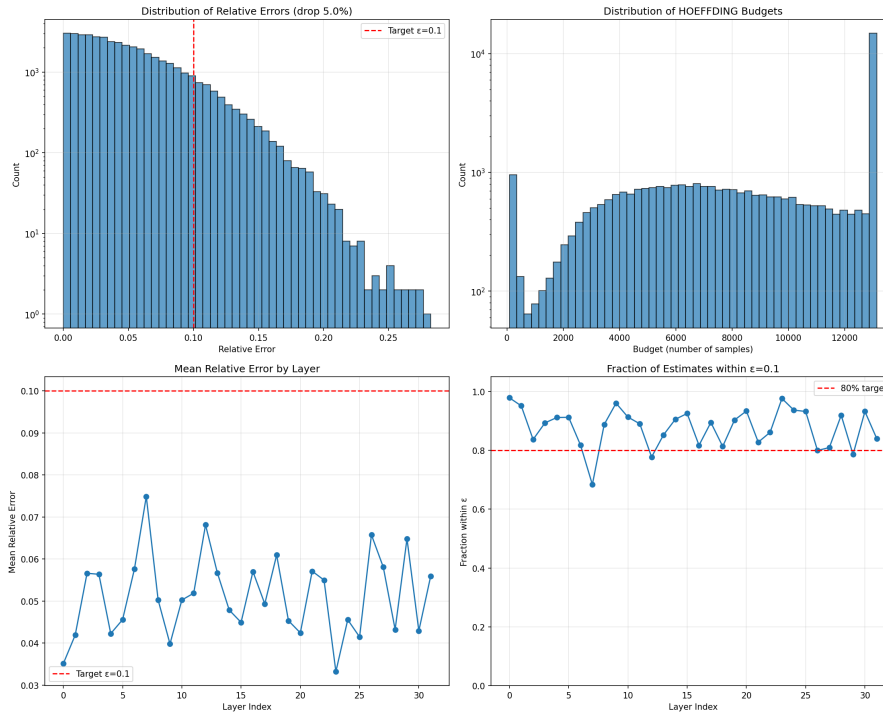 Distribution of Relative Errors (drop 5.0%)
Target ε=0.1
10³
10²
10¹
10⁰
Count
0.00 0.05 0.10 0.15 0.20 0.25
Relative Error
Distribution of HOEFFDING Budgets
10⁴
10³
10²
Count
0 2000 4000 6000 8000 10000 12000
Budget (number of samples)
Mean Relative Error by Layer
0.10
0.09
0.08
0.07
0.06
0.05
0.04
0.03
Mean Relative Error
Target ε=0.1
0 5 10 15 20 25 30
Layer Index
Fraction of Estimates within ε=0.1
80% target
1.0
0.8
0.6
0.4
0.2
0.0
Fraction within ε
0 5 10 15 20 25 30
Layer Index